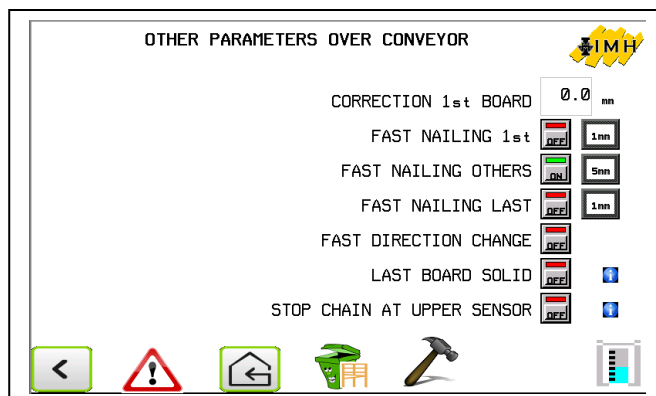 OTHER PARAMETERS OVER CONVEYOR
IMH
CORRECTION 1st BOARD 0.0 mm
FAST NAILING 1st OFF 1mm
FAST NAILING OTHERS ON 5mm
FAST NAILING LAST OFF 1mm
FAST DIRECTION CHANGE OFF
LAST BOARD SOLID OFF i
STOP CHAIN AT UPPER SENSOR OFF i